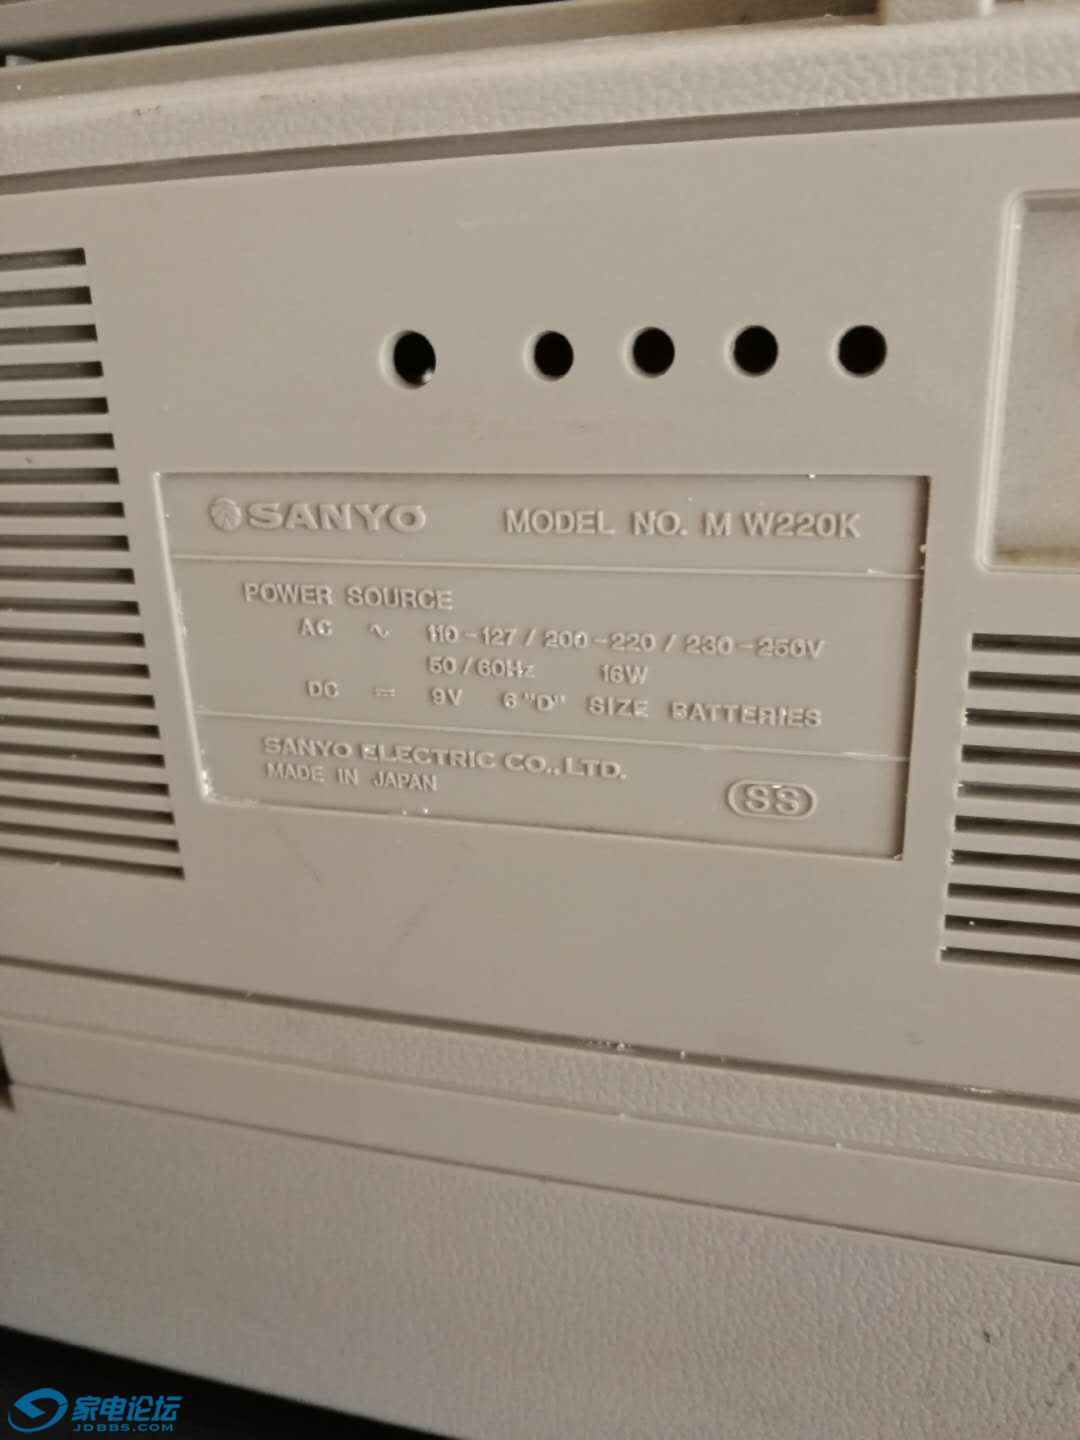 SANYO MODEL NO. M W220K
POWER SOURCE
AC ～ 110-127 / 200-220 / 230-250V
50 / 60Hz 16W
DC ⎓ 9V 6 "D" SIZE BATTERIES
SANYO ELECTRIC CO., LTD.
MADE IN JAPAN
SS
家电论坛
JDBBS.COM